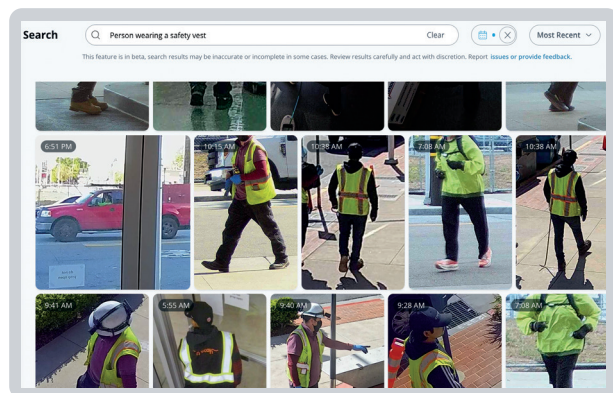 Search
Person wearing a safety vest
Clear
Most Recent
This feature is in beta, search results may be inaccurate or incomplete in some cases. Review results carefully and act with discretion. Report issues or provide feedback.
6:51 PM
10:15 AM
10:38 AM
7:08 AM
10:38 AM
9:41 AM
5:55 AM
9:40 AM
9:28 AM
7:08 AM